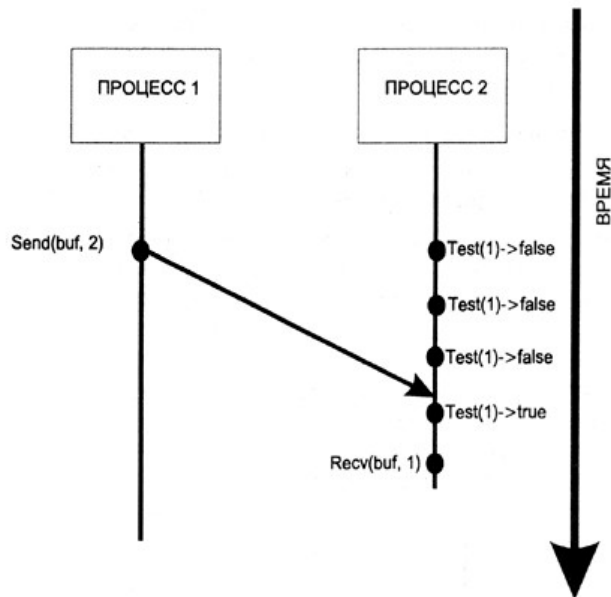 ПРОЦЕСС 1
ПРОЦЕСС 2
ВРЕМЯ
Send(buf, 2)
Test(1)->false
Test(1)->false
Test(1)->false
Test(1)->true
Recv(buf, 1)